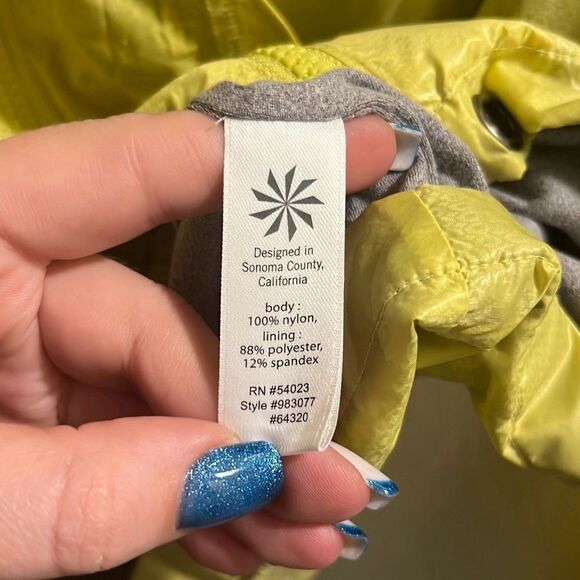 Designed in
Sonoma County,
California
body :
100% nylon,
lining :
88% polyester,
12% spandex
RN #54023
Style #983077
#64320